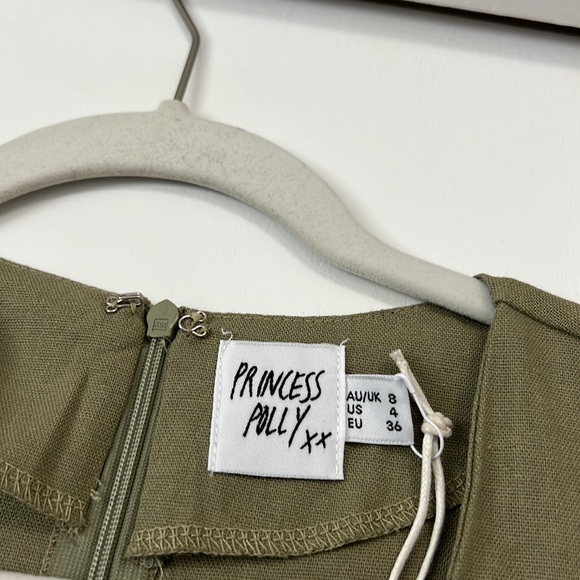 PRINCESS
POLLY xx
AU/UK 8
US 4
EU 36